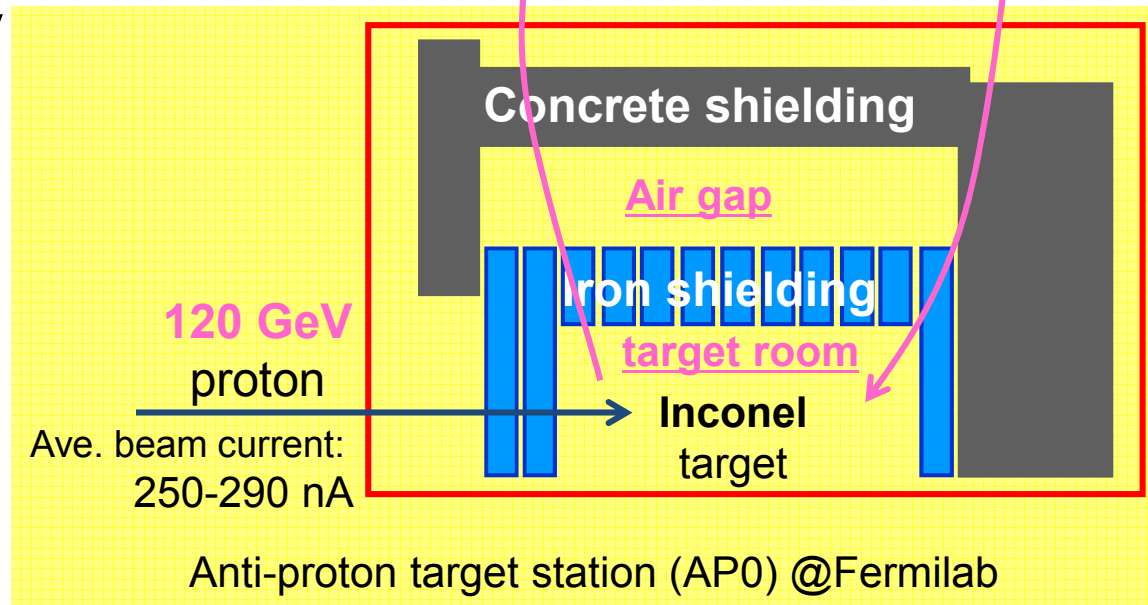 Concrete shielding
Air gap
Iron shielding
120 GeV
target room
proton
Inconel
Ave. beam current:
target
250-290 nA
Anti-proton target station (AP0) @Fermilab